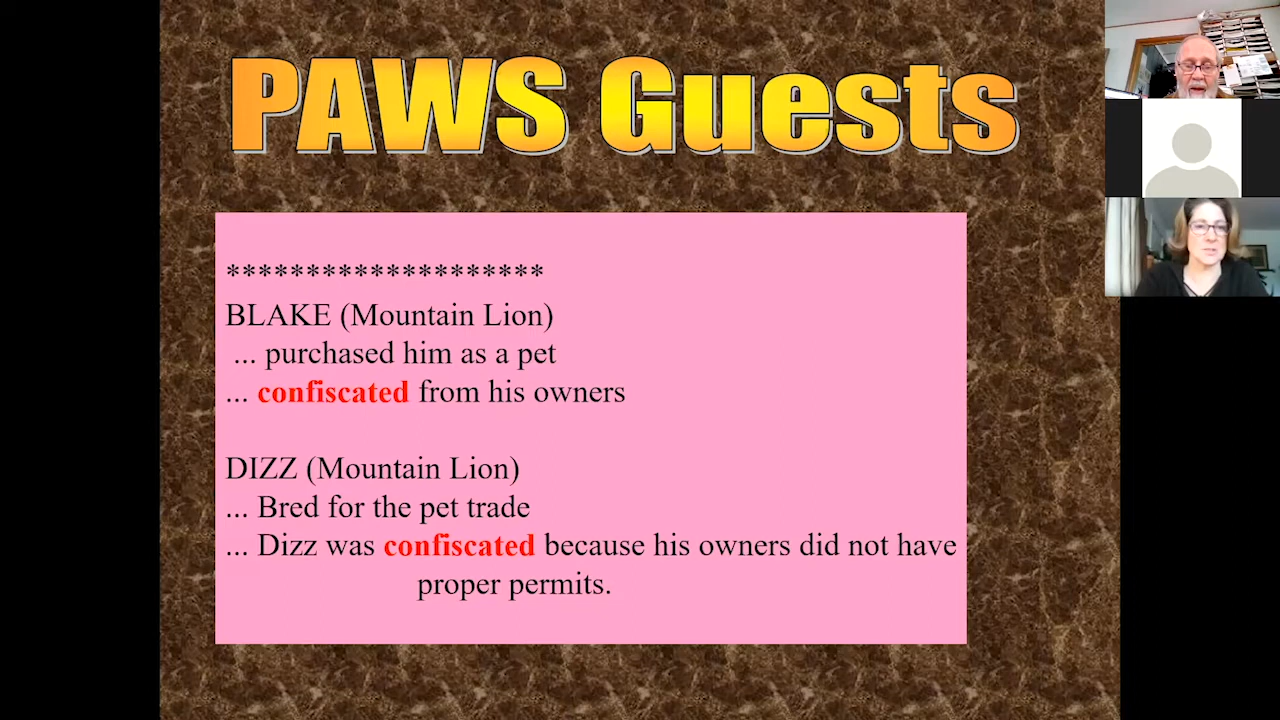 PAWS Guests
********************
BLAKE (Mountain Lion)
... purchased him as a pet
... confiscated from his owners
DIZZ (Mountain Lion)
... Bred for the pet trade
... Dizz was confiscated because his owners did not have
proper permits.